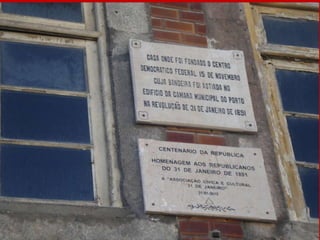 CASA ONDE FOI FUNDADO O CENTRO
DEMOCRATICO FEDERAL 15 DE NOVEMBRO
CUJA BANDEIRA FOI ASTIADA NO
EDIFICIO DA CAMARA MUNICIPAL DO PORTO
NA REVOLUÇÃO DE 31 DE JANEIRO DE 1891
CENTENÁRIO DA REPÚBLICA
HOMENAGEM AOS REPUBLICANOS
DO 31 DE JANEIRO DE 1891
A "ASSOCIAÇÃO CÍVICA E CULTURAL
31 DE JANEIRO"